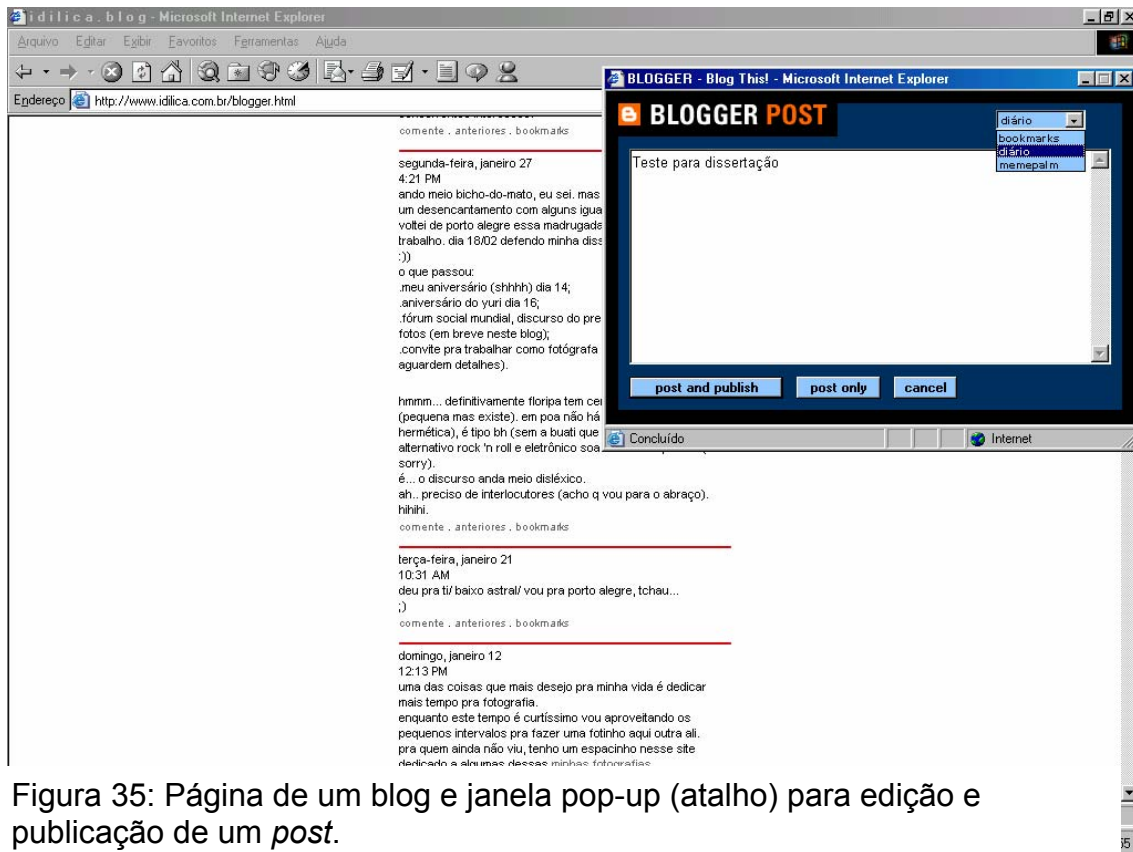 idilica.blog - Microsoft Internet Explorer
Arquivo Editar Exibir Favoritos Ferramentas Ajuda
Endereço http://www.idilica.com.br/blogger.html
comente . anteriores . bookmarks
segunda-feira, janeiro 27
4:21 PM
ando meio bicho-do-mato, eu sei. mas
um desencantamento com alguns igua
voltei de porto alegre essa madrugada
trabalho. dia 18/02 defendo minha diss
:))
o que passou:
.meu aniversário (shhhh) dia 14;
.aniversário do yuri dia 16;
.fórum social mundial, discurso do pre
fotos (em breve neste blog);
.convite pra trabalhar como fotógrafa
aguardem detalhes).
hmmm... definitivamente floripa tem cer
(pequena mas existe). em poa não há
hermética), é tipo bh (sem a buati que
alternativo rock 'n roll e eletrônico soa
sorry).
é... o discurso anda meio disléxico.
ah.. preciso de interlocutores (acho q vou para o abraço).
hihihi.
comente . anteriores . bookmarks
terça-feira, janeiro 21
10:31 AM
deu pra ti/ baixo astral/ vou pra porto alegre, tchau...
;)
comente . anteriores . bookmarks
domingo, janeiro 12
12:13 PM
uma das coisas que mais desejo pra minha vida é dedicar
mais tempo pra fotografia.
enquanto este tempo é curtíssimo vou aproveitando os
pequenos intervalos pra fazer uma fotinho aqui outra ali.
pra quem ainda não viu, tenho um espacinho nesse site
dedicado a algumas dessas minhas fotografias
BLOGGER - Blog This! - Microsoft Internet Explorer
BLOGGER POST
diário
bookmarks
diário
memepalm
Teste para dissertação
post and publish post only cancel
Concluído Internet
Figura 35: Página de um blog e janela pop-up (atalho) para edição e
publicação de um post.